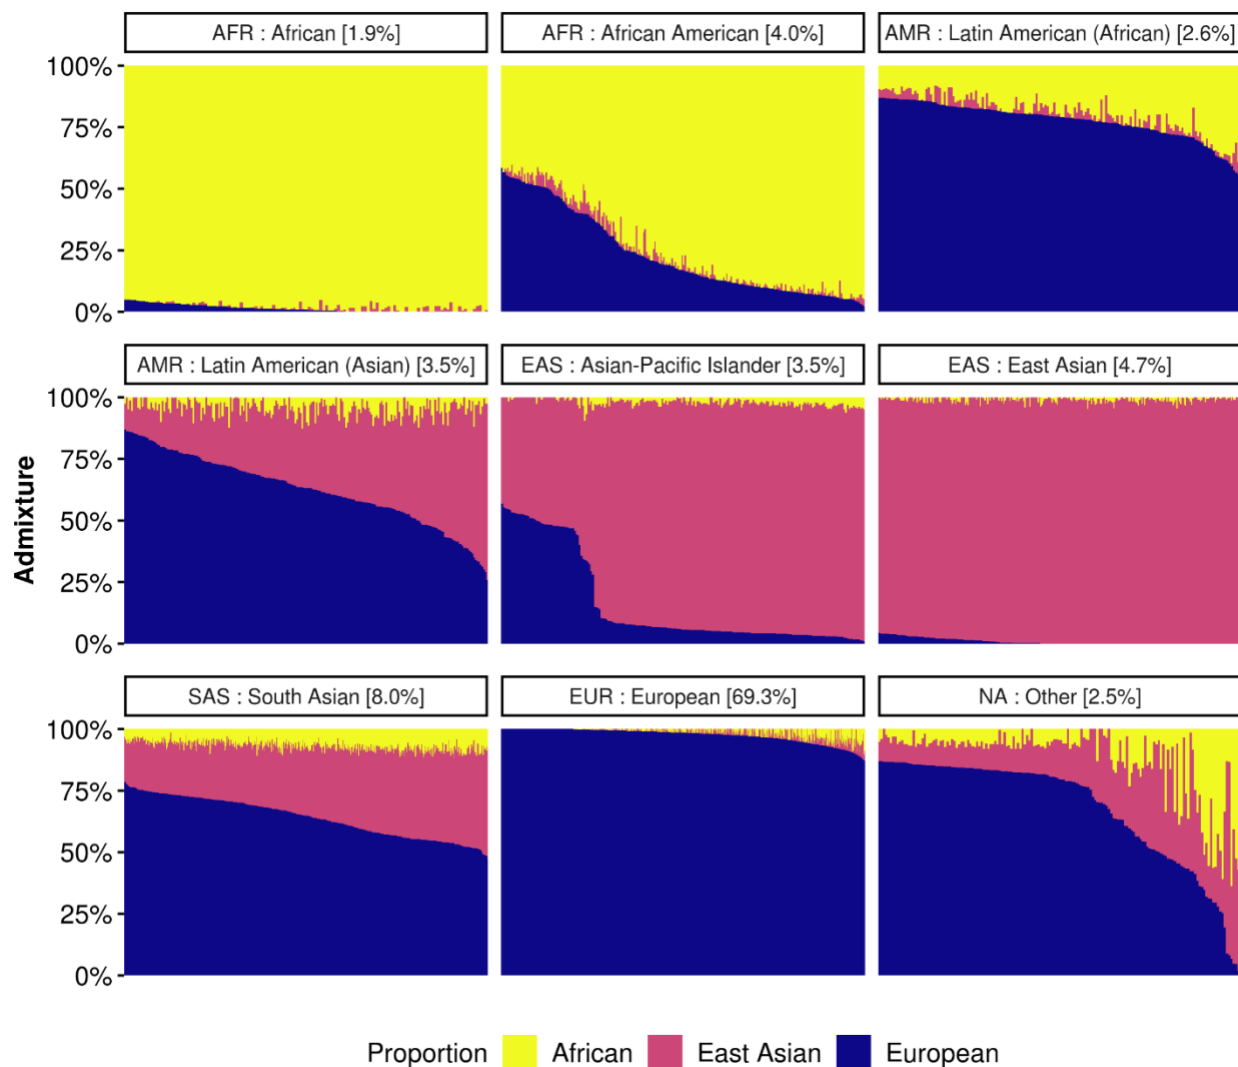 AFR : African [1.9%]
AFR : African American [4.0%]
AMR : Latin American (African) [2.6%]
100%
75%
50%
25%
0%
AMR : Latin American (Asian) [3.5%]
EAS : Asian-Pacific Islander [3.5%]
EAS : East Asian [4.7%]
100%
75%
50%
25%
0%
Admixture
SAS : South Asian [8.0%]
EUR : European [69.3%]
NA : Other [2.5%]
100%
75%
50%
25%
0%
Proportion African East Asian European